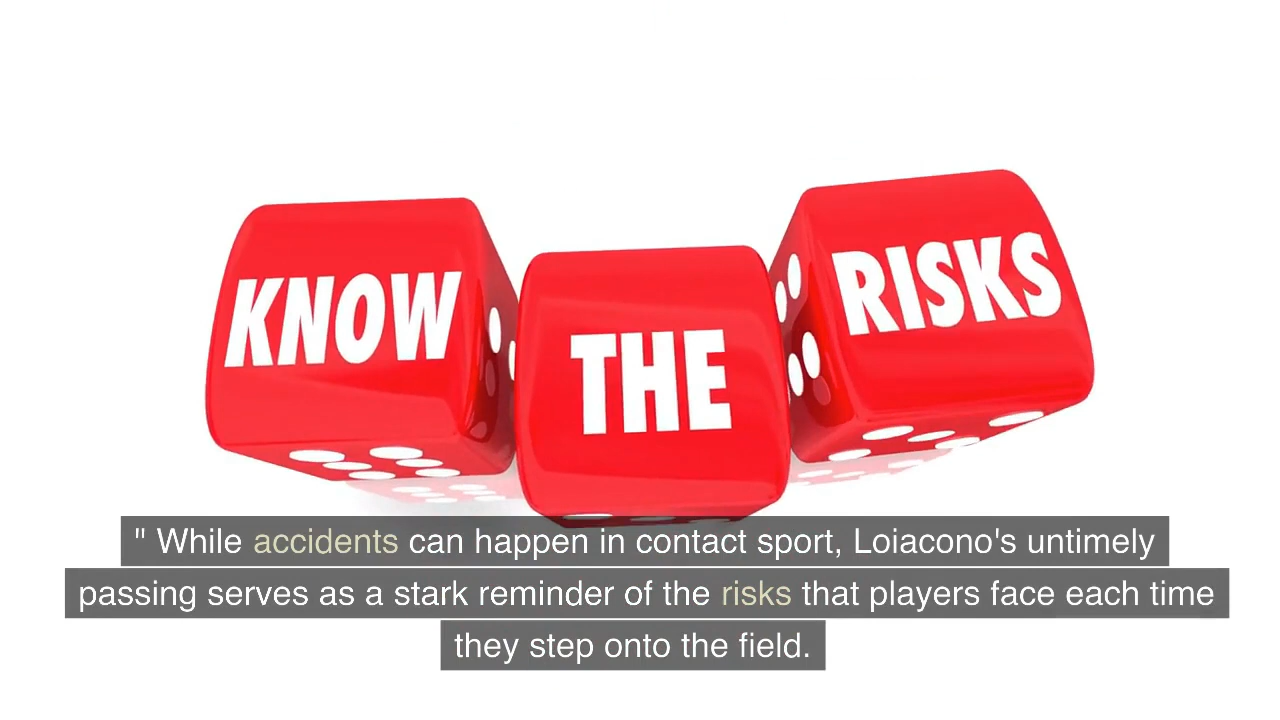 KNOW
THE
RISKS
" While accidents can happen in contact sport, Loiacono's untimely
passing serves as a stark reminder of the risks that players face each time
they step onto the field.